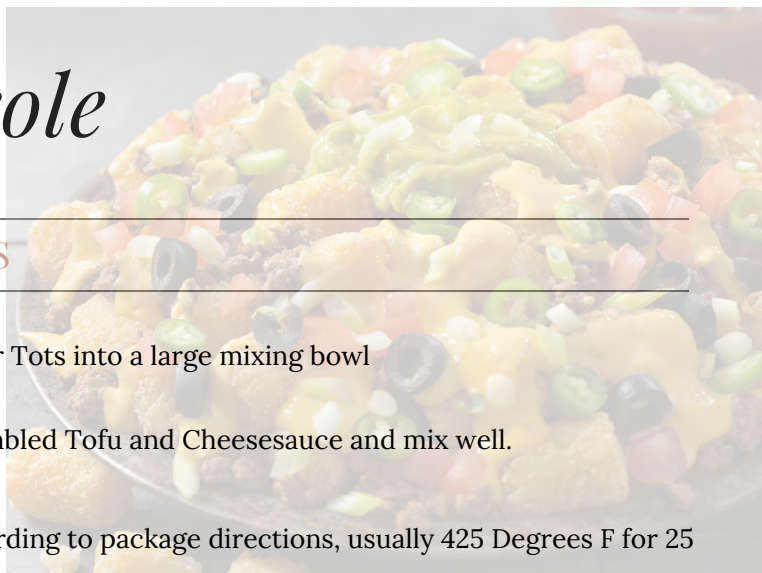 ole
S
r Tots into a large mixing bowl
bled Tofu and Cheesesauce and mix well.
rding to package directions, usually 425 Degrees F for 25